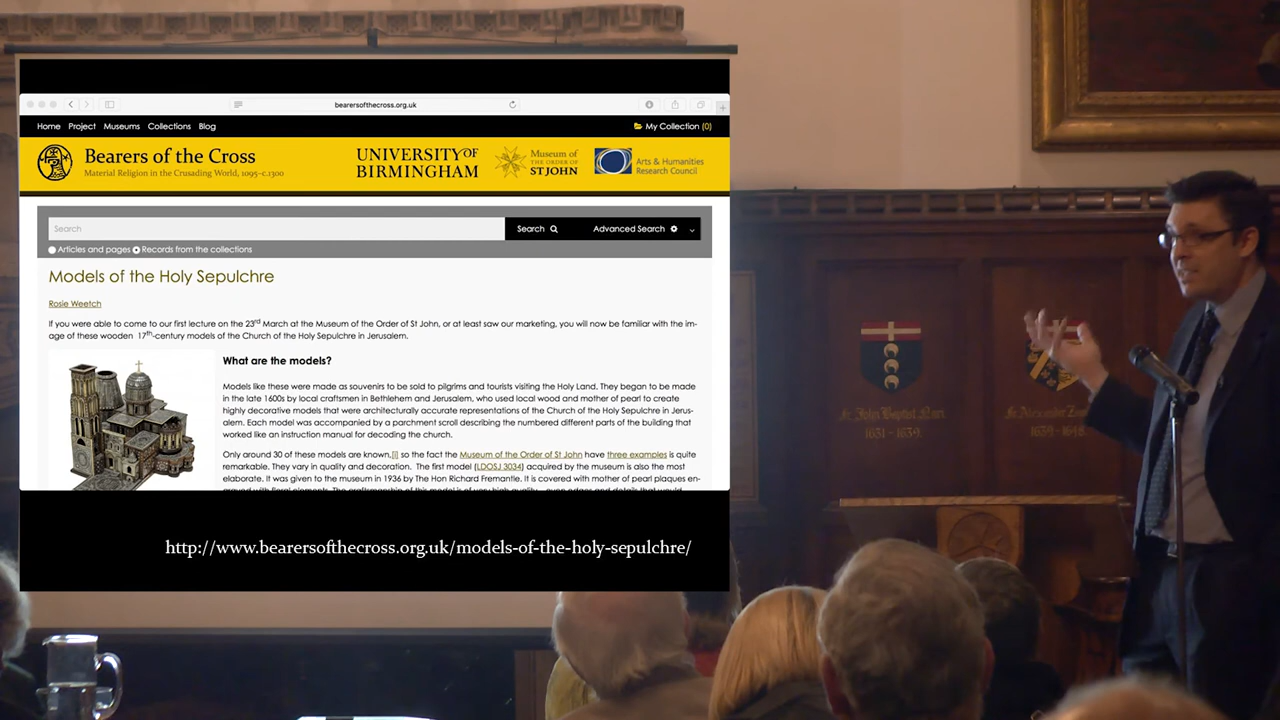 bearersofthecross.org.uk
Home Project Museums Collections Blog My Collection (0)
Bearers of the Cross
Material Religion in the Crusading World, 1095-c.1300
UNIVERSITY OF
BIRMINGHAM
Museum of
THE ORDER OF
ST JOHN
Arts & Humanities
Research Council
Search Search Advanced Search
Articles and pages Records from the collections
Models of the Holy Sepulchre
Rosie Weetch
If you were able to come to our first lecture on the 23rd March at the Museum of the Order of St John, or at least saw our marketing, you will now be familiar with the im-
age of these wooden 17th-century models of the Church of the Holy Sepulchre in Jerusalem.
What are the models?
Models like these were made as souvenirs to be sold to pilgrims and tourists visiting the Holy Land. They began to be made
in the late 1600s by local craftsmen in Bethlehem and Jerusalem, who used local wood and mother of pearl to create
highly decorative models that were architecturally accurate representations of the Church of the Holy Sepulchre in Jerus-
alem. Each model was accompanied by a parchment scroll describing the numbered different parts of the building that
worked like an instruction manual for decoding the church.
Only around 30 of these models are known,[i] so the fact the Museum of the Order of St John have three examples is quite
remarkable. They vary in quality and decoration. The first model (LDOSJ 3034) acquired by the museum is also the most
elaborate. It was given to the museum in 1936 by The Hon Richard Fremantle. It is covered with mother of pearl plaques en-
http://www.bearersofthecross.org.uk/models-of-the-holy-sepulchre/
1631-1639.